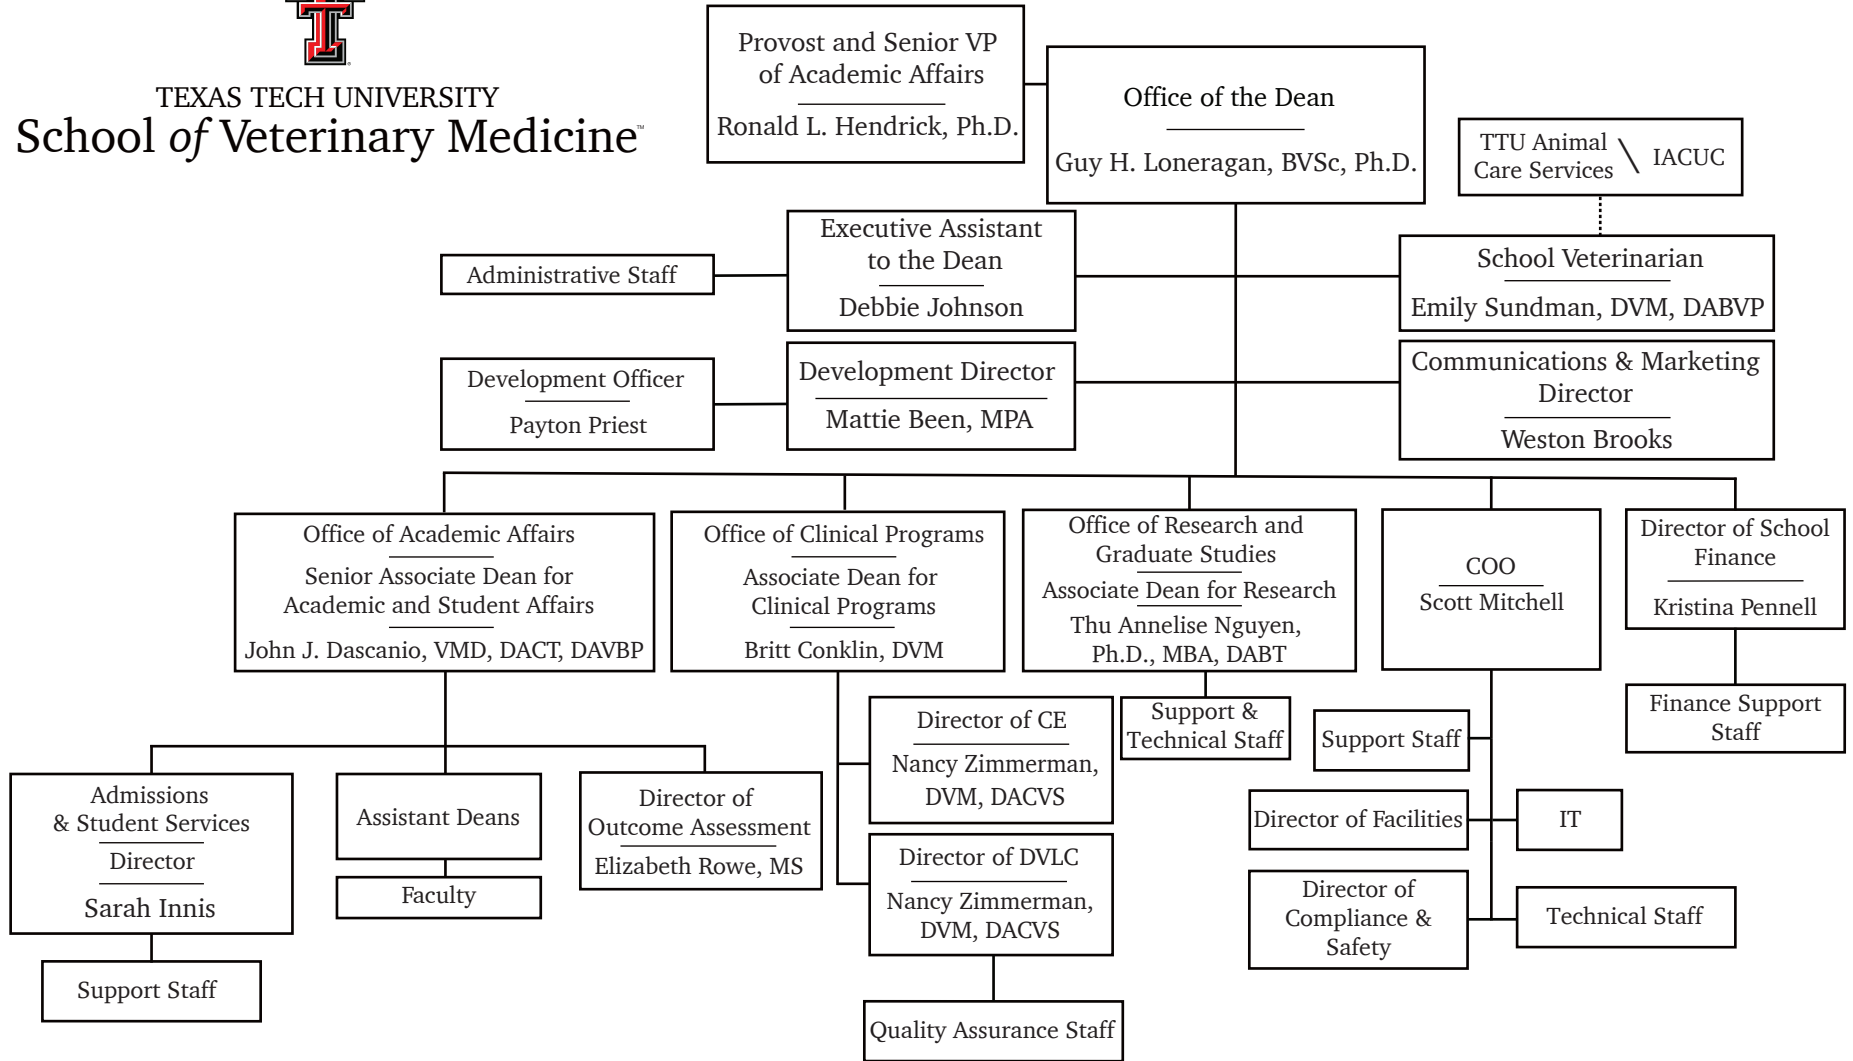 TEXAS TECH UNIVERSITY
School of Veterinary Medicine™
Provost and Senior VP
of Academic Affairs
Ronald L. Hendrick, Ph.D.
Office of the Dean
Guy H. Loneragan, BVSc, Ph.D.
TTU Animal
Care Services \ IACUC
Executive Assistant
to the Dean
Debbie Johnson
Administrative Staff
School Veterinarian
Emily Sundman, DVM, DABVP
Development Officer
Payton Priest
Development Director
Mattie Been, MPA
Communications & Marketing
Director
Weston Brooks
Office of Academic Affairs
Senior Associate Dean for
Academic and Student Affairs
John J. Dascanio, VMD, DACT, DAVBP
Office of Clinical Programs
Associate Dean for
Clinical Programs
Britt Conklin, DVM
Office of Research and
Graduate Studies
Associate Dean for Research
Thu Annelise Nguyen,
Ph.D., MBA, DABT
COO
Scott Mitchell
Director of School
Finance
Kristina Pennell
Director of CE
Nancy Zimmerman,
DVM, DACVS
Support &
Technical Staff
Support Staff
Finance Support
Staff
Admissions
& Student Services
Director
Sarah Innis
Assistant Deans
Faculty
Director of
Outcome Assessment
Elizabeth Rowe, MS
Director of DVLC
Nancy Zimmerman,
DVM, DACVS
Director of Facilities
IT
Director of
Compliance &
Safety
Technical Staff
Support Staff
Quality Assurance Staff